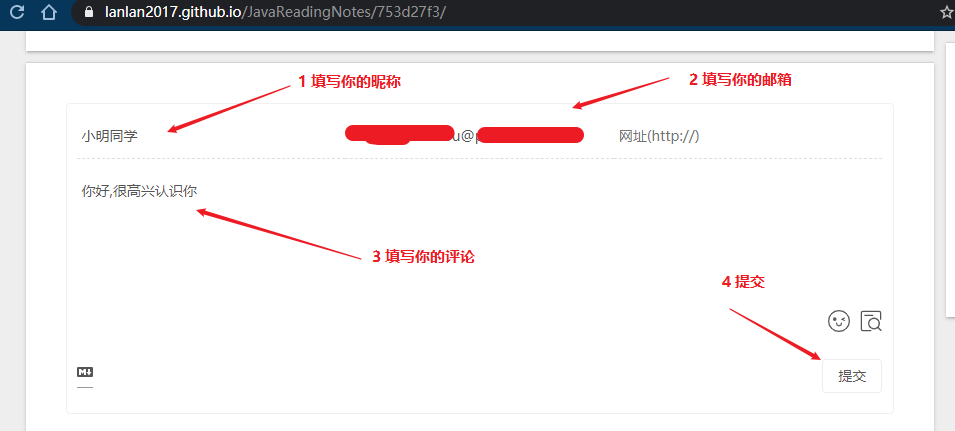 lanlan2017.github.io/JavaReadingNotes/753d27f3/
1 填写你的昵称
2 填写你的邮箱
小明同学
u@
网址(http://)
你好,很高兴认识你
3 填写你的评论
4 提交
M
提交